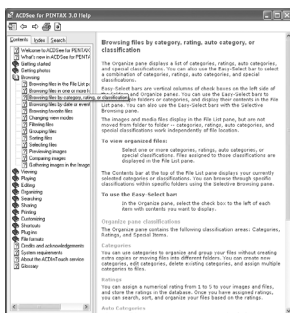 ACDSee for PENTAX 3.0 Help
Contents Index Search
Welcome to ACDSee for PENTAX
What's new in ACDSee for PENTAX
Getting started
Getting photos
Browsing
Browsing files in the File List p
Browsing files in one or more f
Browsing files by category, rating, or classification
Browsing files by date or event
Browsing favorite files
Changing view modes
Filtering files
Grouping files
Sorting files
Selecting files
Previewing images
Comparing images
Gathering images in the Image
Viewing
Playing
Editing
Organizing
Searching
Sharing
Printing
Customizing
Shortcuts
Plug-ins
File formats
Credits and acknowledgements
System requirements
About the ACDInTouch service
Glossary
Browsing files by category, rating, auto category, or
classification
The Organize pane displays a list of categories, ratings, auto categories,
and special classifications. You can also use the Easy-Select bar to select
a combination of categories, ratings, auto categories, and special
classifications.
Easy-Select bars are vertical columns of check boxes on the left side of
and Organize panes. You can use the Easy-Select bar to select
folders or categories, and display their contents in the File
List pane. You can also use the Easy-Select bars with the Selective
Browsing pane.
The images and media files display in the File List pane, but are not
moved from folder to folder — categories, ratings, auto categories, and
special classifications work independently of file location.
To view organized files:
Select one or more categories, ratings, auto categories, or
special classifications. Files assigned to those classifications are
displayed in the File List pane.
The Contents bar at the top of the File List pane displays your currently
selected categories or classifications. You can browse through specific
classifications within specific folders using the Selective Browsing pane.
To use the Easy-Select bar:
In the Organize pane, select the check box to the left of each
item with contents you want to display.
Organize pane classifications
The Organize pane contains the following classification areas: Categories,
Ratings, and Special Items.
Categories
You can use categories to organize and group your files without creating
extra copies or moving files into different folders. You can create new
categories, edit categories, delete existing categories, and assign multiple
categories to files.
Ratings
You can assign a numerical rating from 1 to 5 to your images and files,
and store the ratings in the database. Once you have assigned ratings,
you can search, sort, and organize your files based on the ratings.
Auto Categories